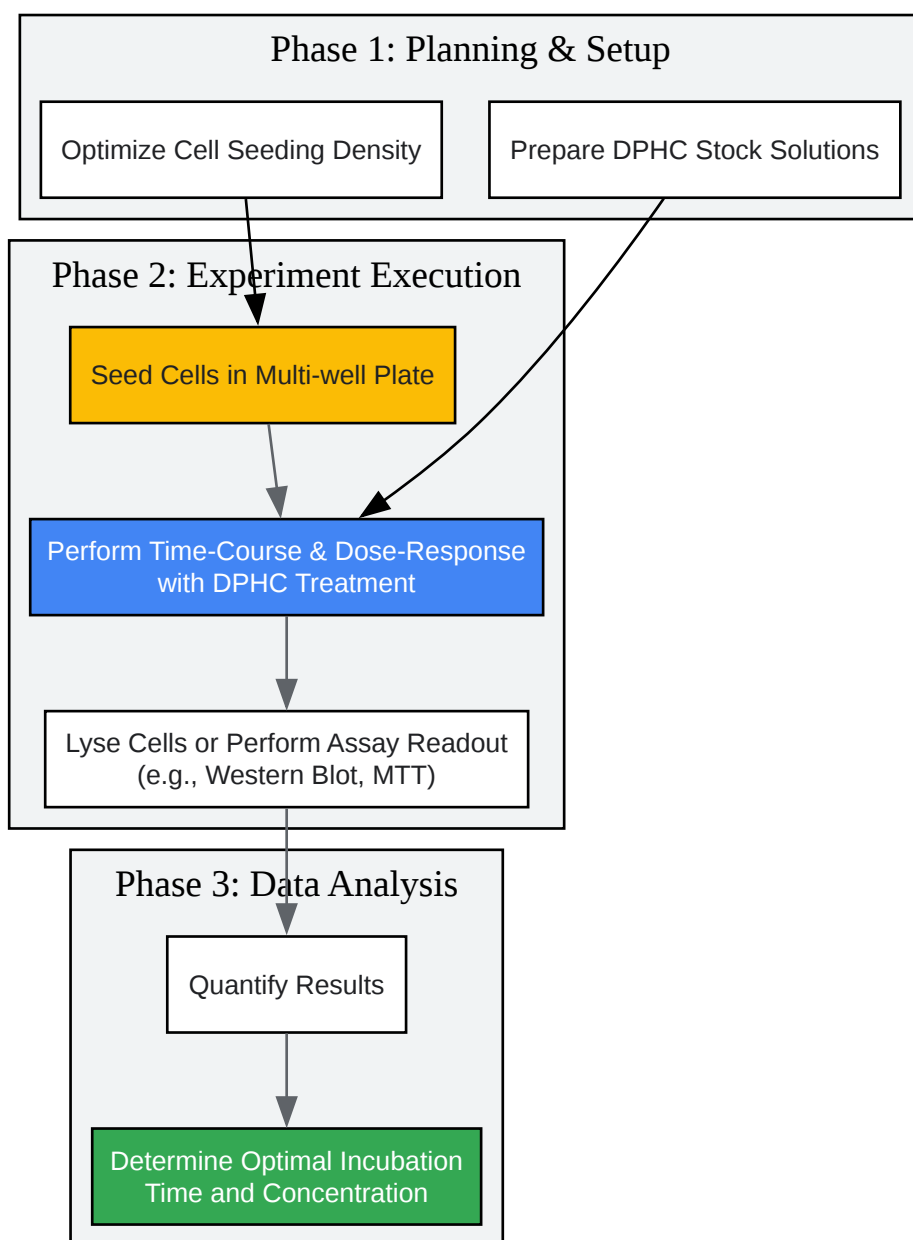 Phase 1: Planning & Setup
Optimize Cell Seeding Density
Prepare DPHC Stock Solutions
Phase 2: Experiment Execution
Seed Cells in Multi-well Plate
Perform Time-Course & Dose-Response
with DPHC Treatment
Lyse Cells or Perform Assay Readout
(e.g., Western Blot, MTT)
Phase 3: Data Analysis
Quantify Results
Determine Optimal Incubation
Time and Concentration